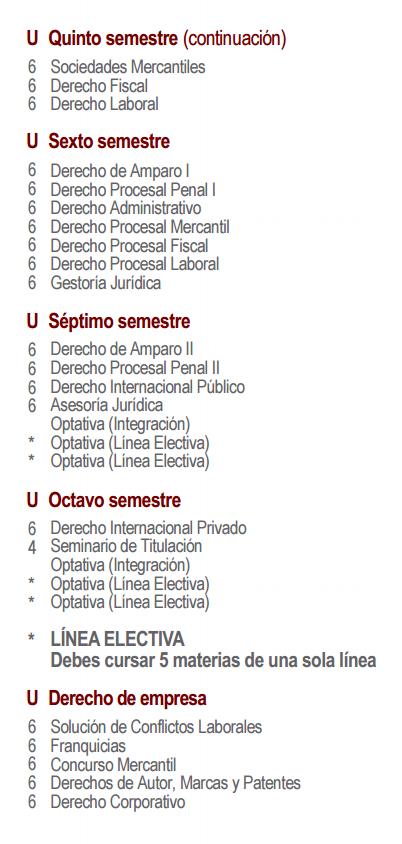 U Quinto semestre (continuación)
6 Sociedades Mercantiles
6 Derecho Fiscal
6 Derecho Laboral
U Sexto semestre
6 Derecho de Amparo I
6 Derecho Procesal Penal I
6 Derecho Administrativo
6 Derecho Procesal Mercantil
6 Derecho Procesal Fiscal
6 Derecho Procesal Laboral
6 Gestoría Jurídica
U Séptimo semestre
6 Derecho de Amparo II
6 Derecho Procesal Penal II
6 Derecho Internacional Público
6 Asesoría Jurídica
Optativa (Integración)
* Optativa (Línea Electiva)
* Optativa (Línea Electiva)
U Octavo semestre
6 Derecho Internacional Privado
4 Seminario de Titulación
Optativa (Integración)
* Optativa (Línea Electiva)
* Optativa (Línea Electiva)
* LÍNEA ELECTIVA
Debes cursar 5 materias de una sola línea
U Derecho de empresa
6 Solución de Conflictos Laborales
6 Franquicias
6 Concurso Mercantil
6 Derechos de Autor, Marcas y Patentes
6 Derecho Corporativo